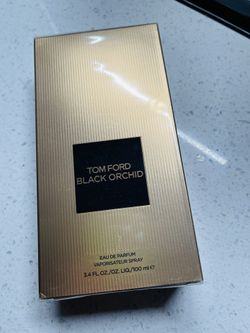 TOM FORD
BLACK ORCHID
EAU DE PARFUM
VAPORISATEUR SPRAY
3.4 FL.OZ./OZ. LIQ./100 ml ℮